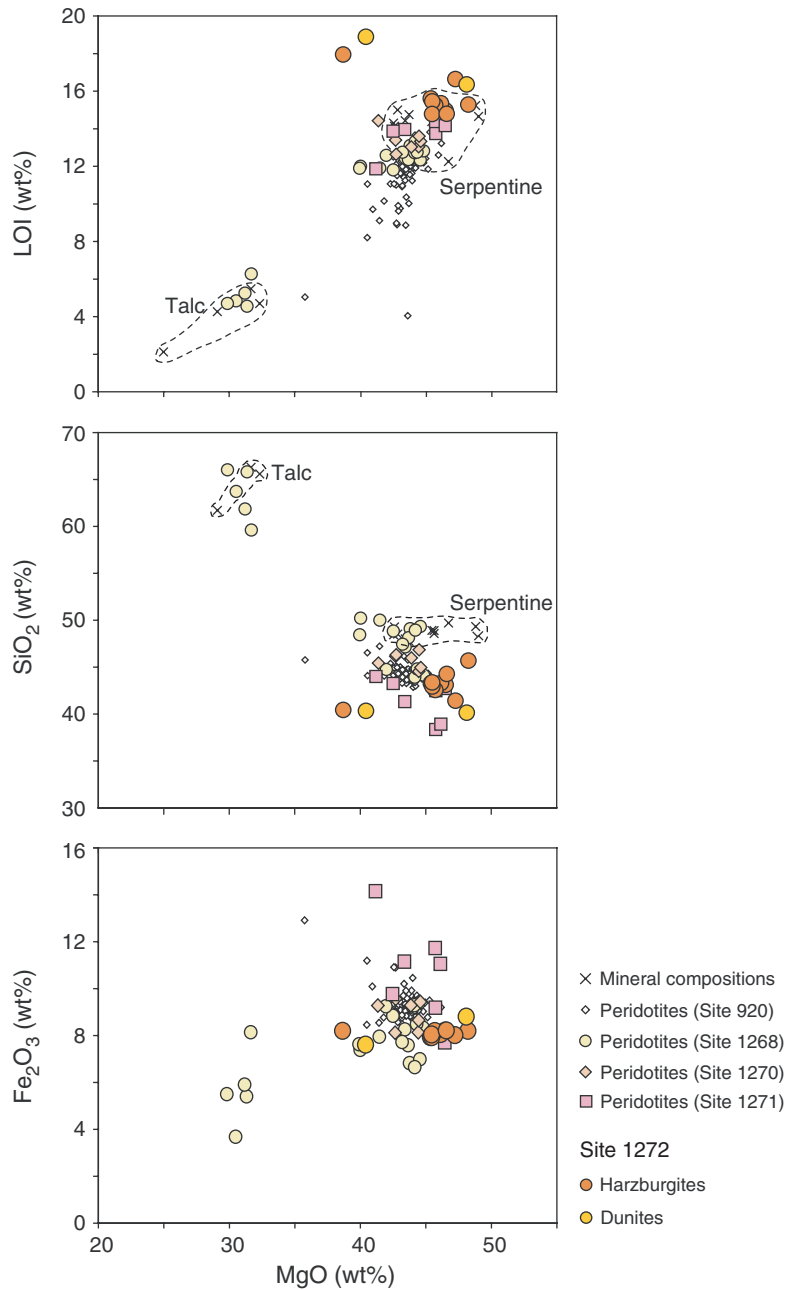 20
16
12
8
4
0
LOI (wt%)
Serpentine
Talc
70
60
50
40
30
SiO2 (wt%)
Talc
Serpentine
16
12
8
4
0
Fe2O3 (wt%)
20 30 40 50
MgO (wt%)
Mineral compositions
Peridotites (Site 920)
Peridotites (Site 1268)
Peridotites (Site 1270)
Peridotites (Site 1271)
Site 1272
Harzburgites
Dunites